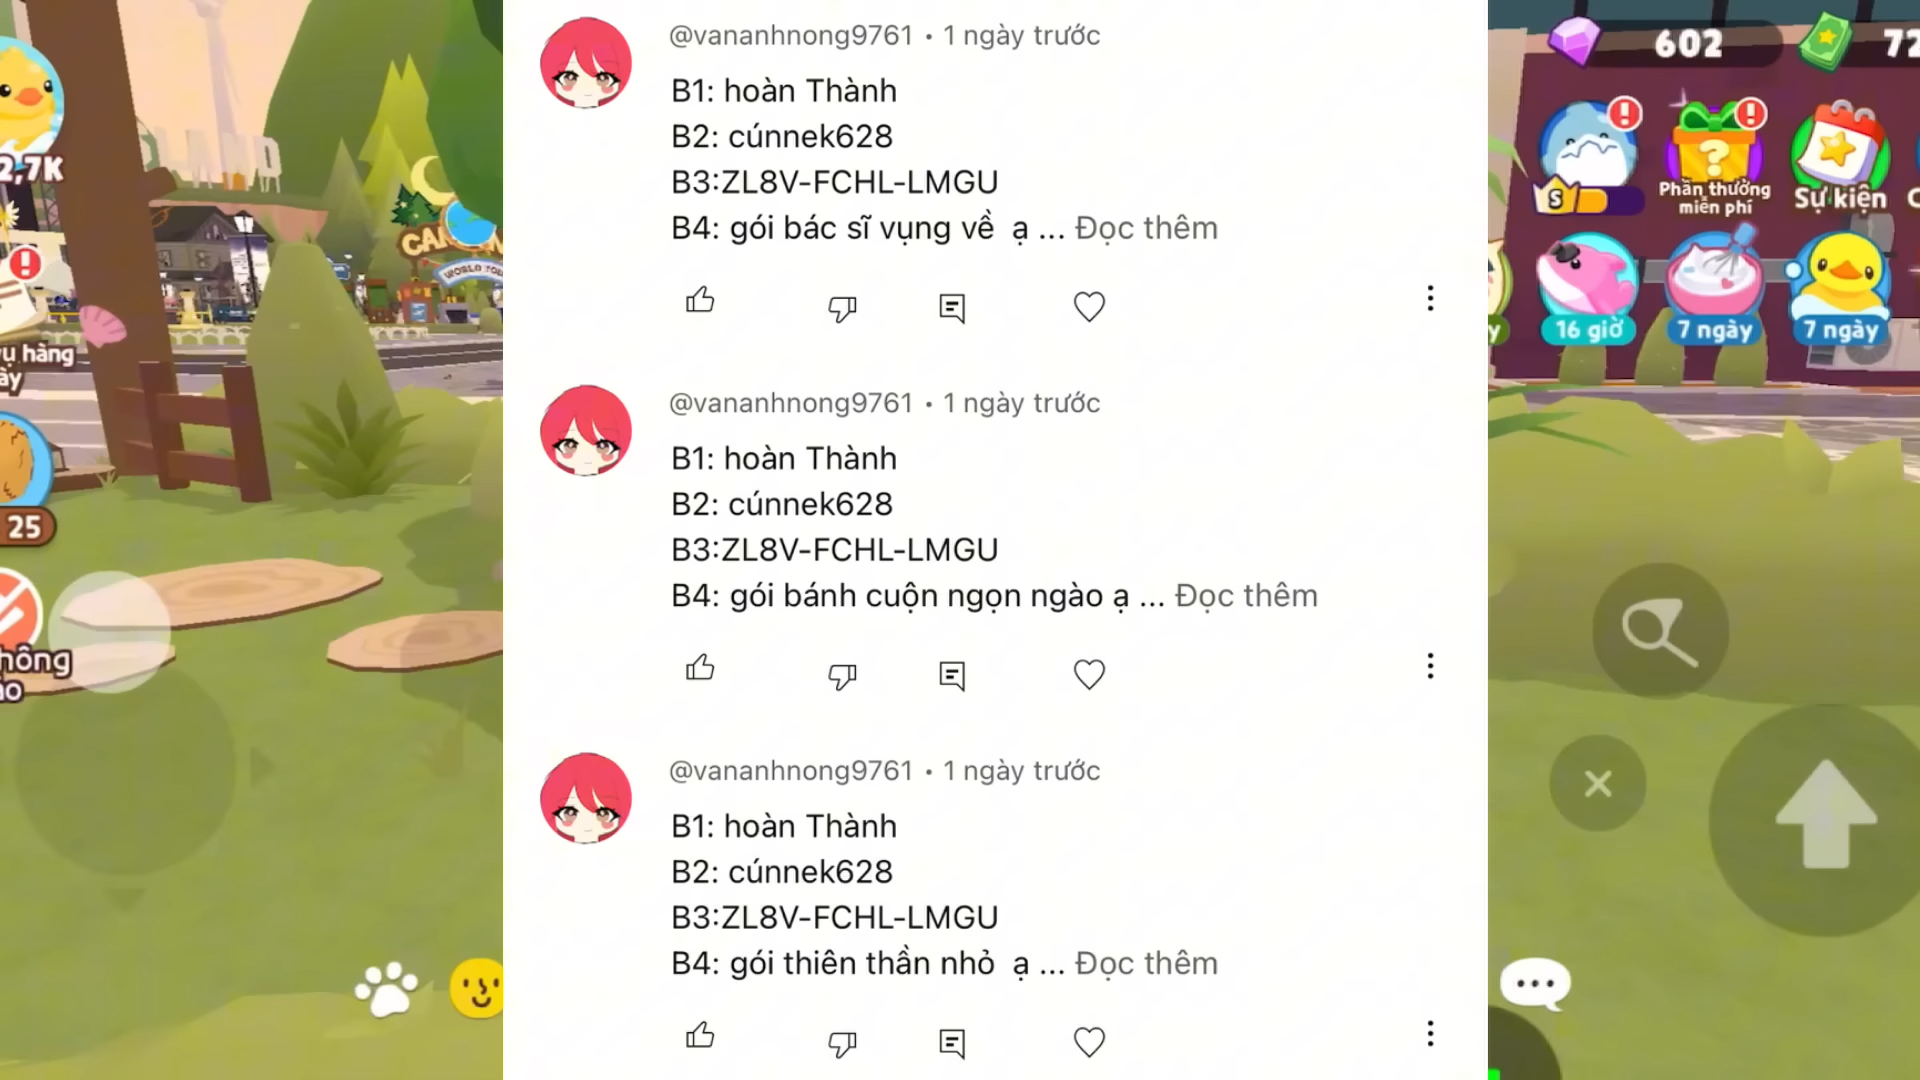 2,7K
25
@vananhnong9761 • 1 ngày trước
B1: hoàn Thành
B2: cúnnek628
B3:ZL8V-FCHL-LMGU
B4: gói bác sĩ vụng về ạ ... Đọc thêm
@vananhnong9761 • 1 ngày trước
B1: hoàn Thành
B2: cúnnek628
B3:ZL8V-FCHL-LMGU
B4: gói bánh cuộn ngọn ngào ạ ... Đọc thêm
@vananhnong9761 • 1 ngày trước
B1: hoàn Thành
B2: cúnnek628
B3:ZL8V-FCHL-LMGU
B4: gói thiên thần nhỏ ạ ... Đọc thêm
602
S
Phần thưởng
miễn phí
Sự kiện
16 giờ
7 ngày
7 ngày